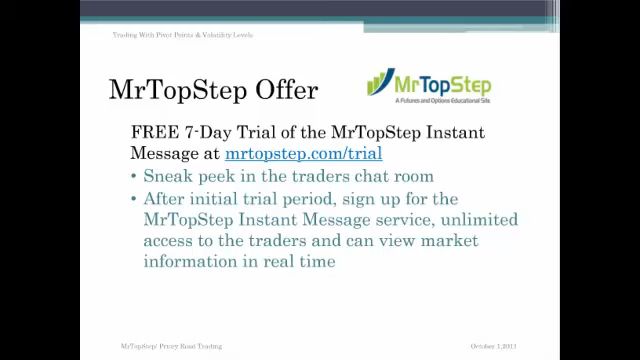 Trading With Pivot Points & Volatility Levels
MrTopStep Offer
MrTopStep
A Futures and Options Educational Site
FREE 7-Day Trial of the MrTopStep Instant
Message at mrtopstep.com/trial
• Sneak peek in the traders chat room
• After initial trial period, sign up for the
MrTopStep Instant Message service, unlimited
access to the traders and can view market
information in real time
MrTopStep/ Pricey Road Trading
October 1,2013